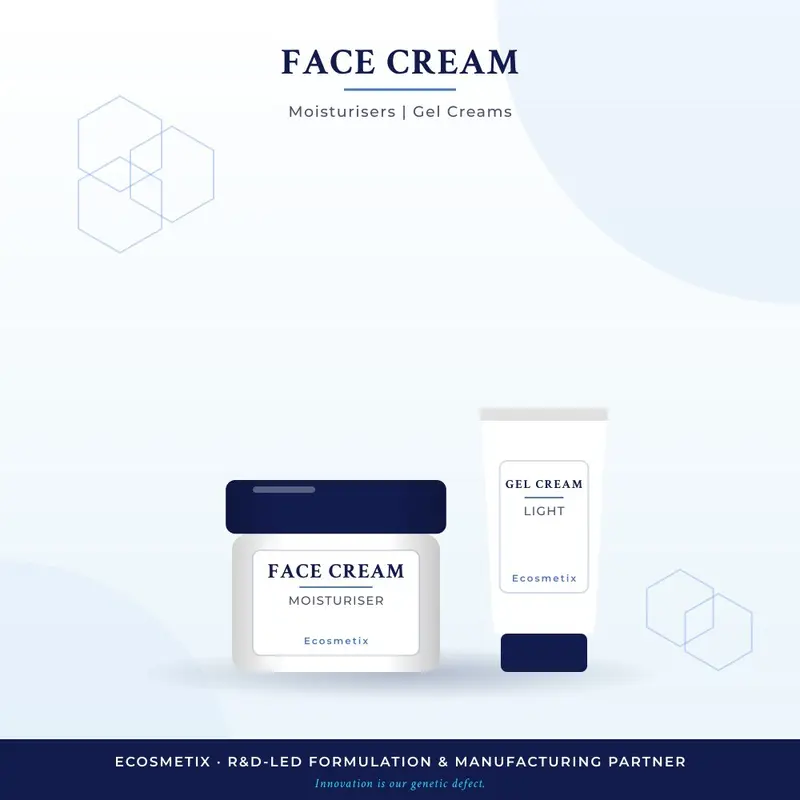 FACE CREAM
Moisturisers | Gel Creams
GEL CREAM
LIGHT
Ecosmetix
FACE CREAM
MOISTURISER
Ecosmetix
ECOSMETIX · R&D-LED FORMULATION & MANUFACTURING PARTNER
Innovation is our genetic defect.